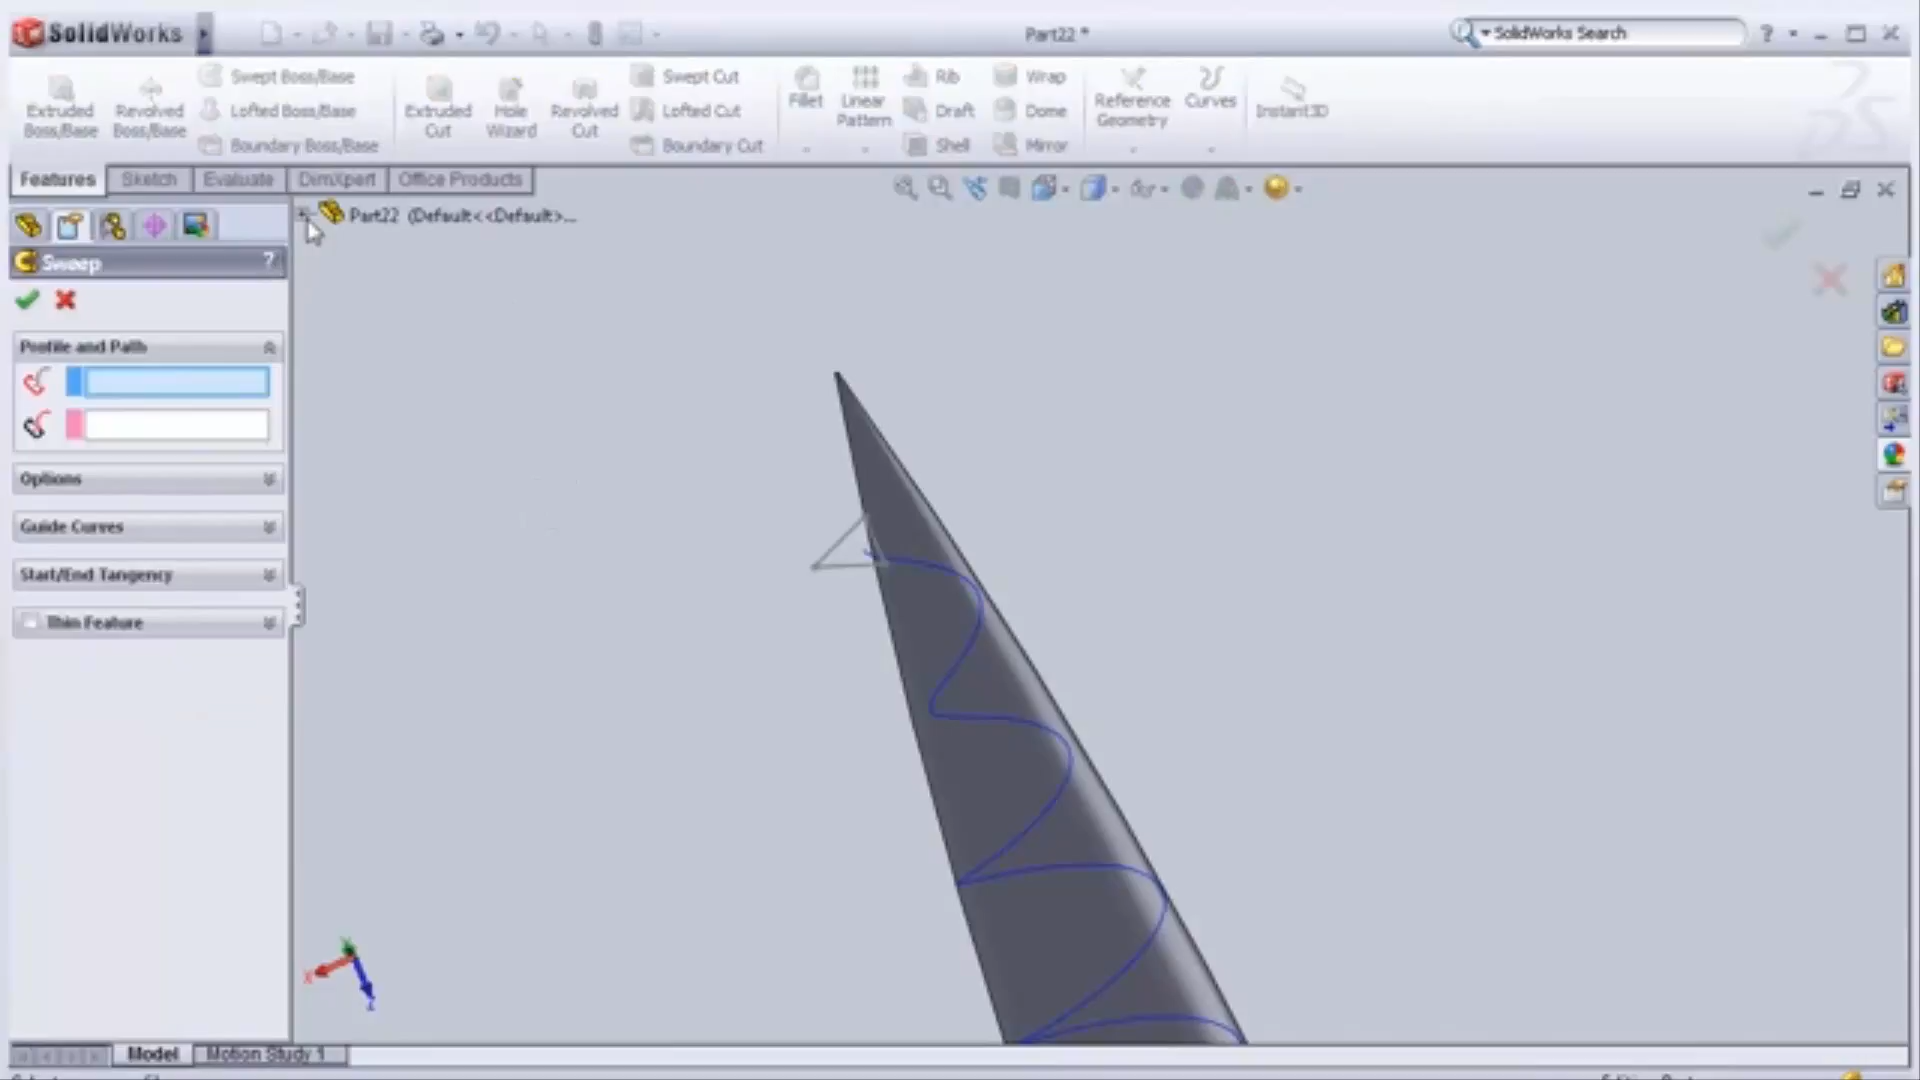 SolidWorks
Part22 *
SolidWorks Search
?
Extruded Boss/Base
Revolved Boss/Base
Swept Boss/Base
Lofted Boss/Base
Boundary Boss/Base
Extruded Cut
Hole Wizard
Revolved Cut
Swept Cut
Lofted Cut
Boundary Cut
Fillet
Linear Pattern
Rib
Draft
Shell
Wrap
Dome
Mirror
Reference Geometry
Curves
Instant3D
Features
Sketch
Evaluate
DimXpert
Office Products
Part22 (Default<<Default>...
Sweep
?
Profile and Path
Options
Guide Curves
Start/End Tangency
Thin Feature
X
Model
Motion Study 1